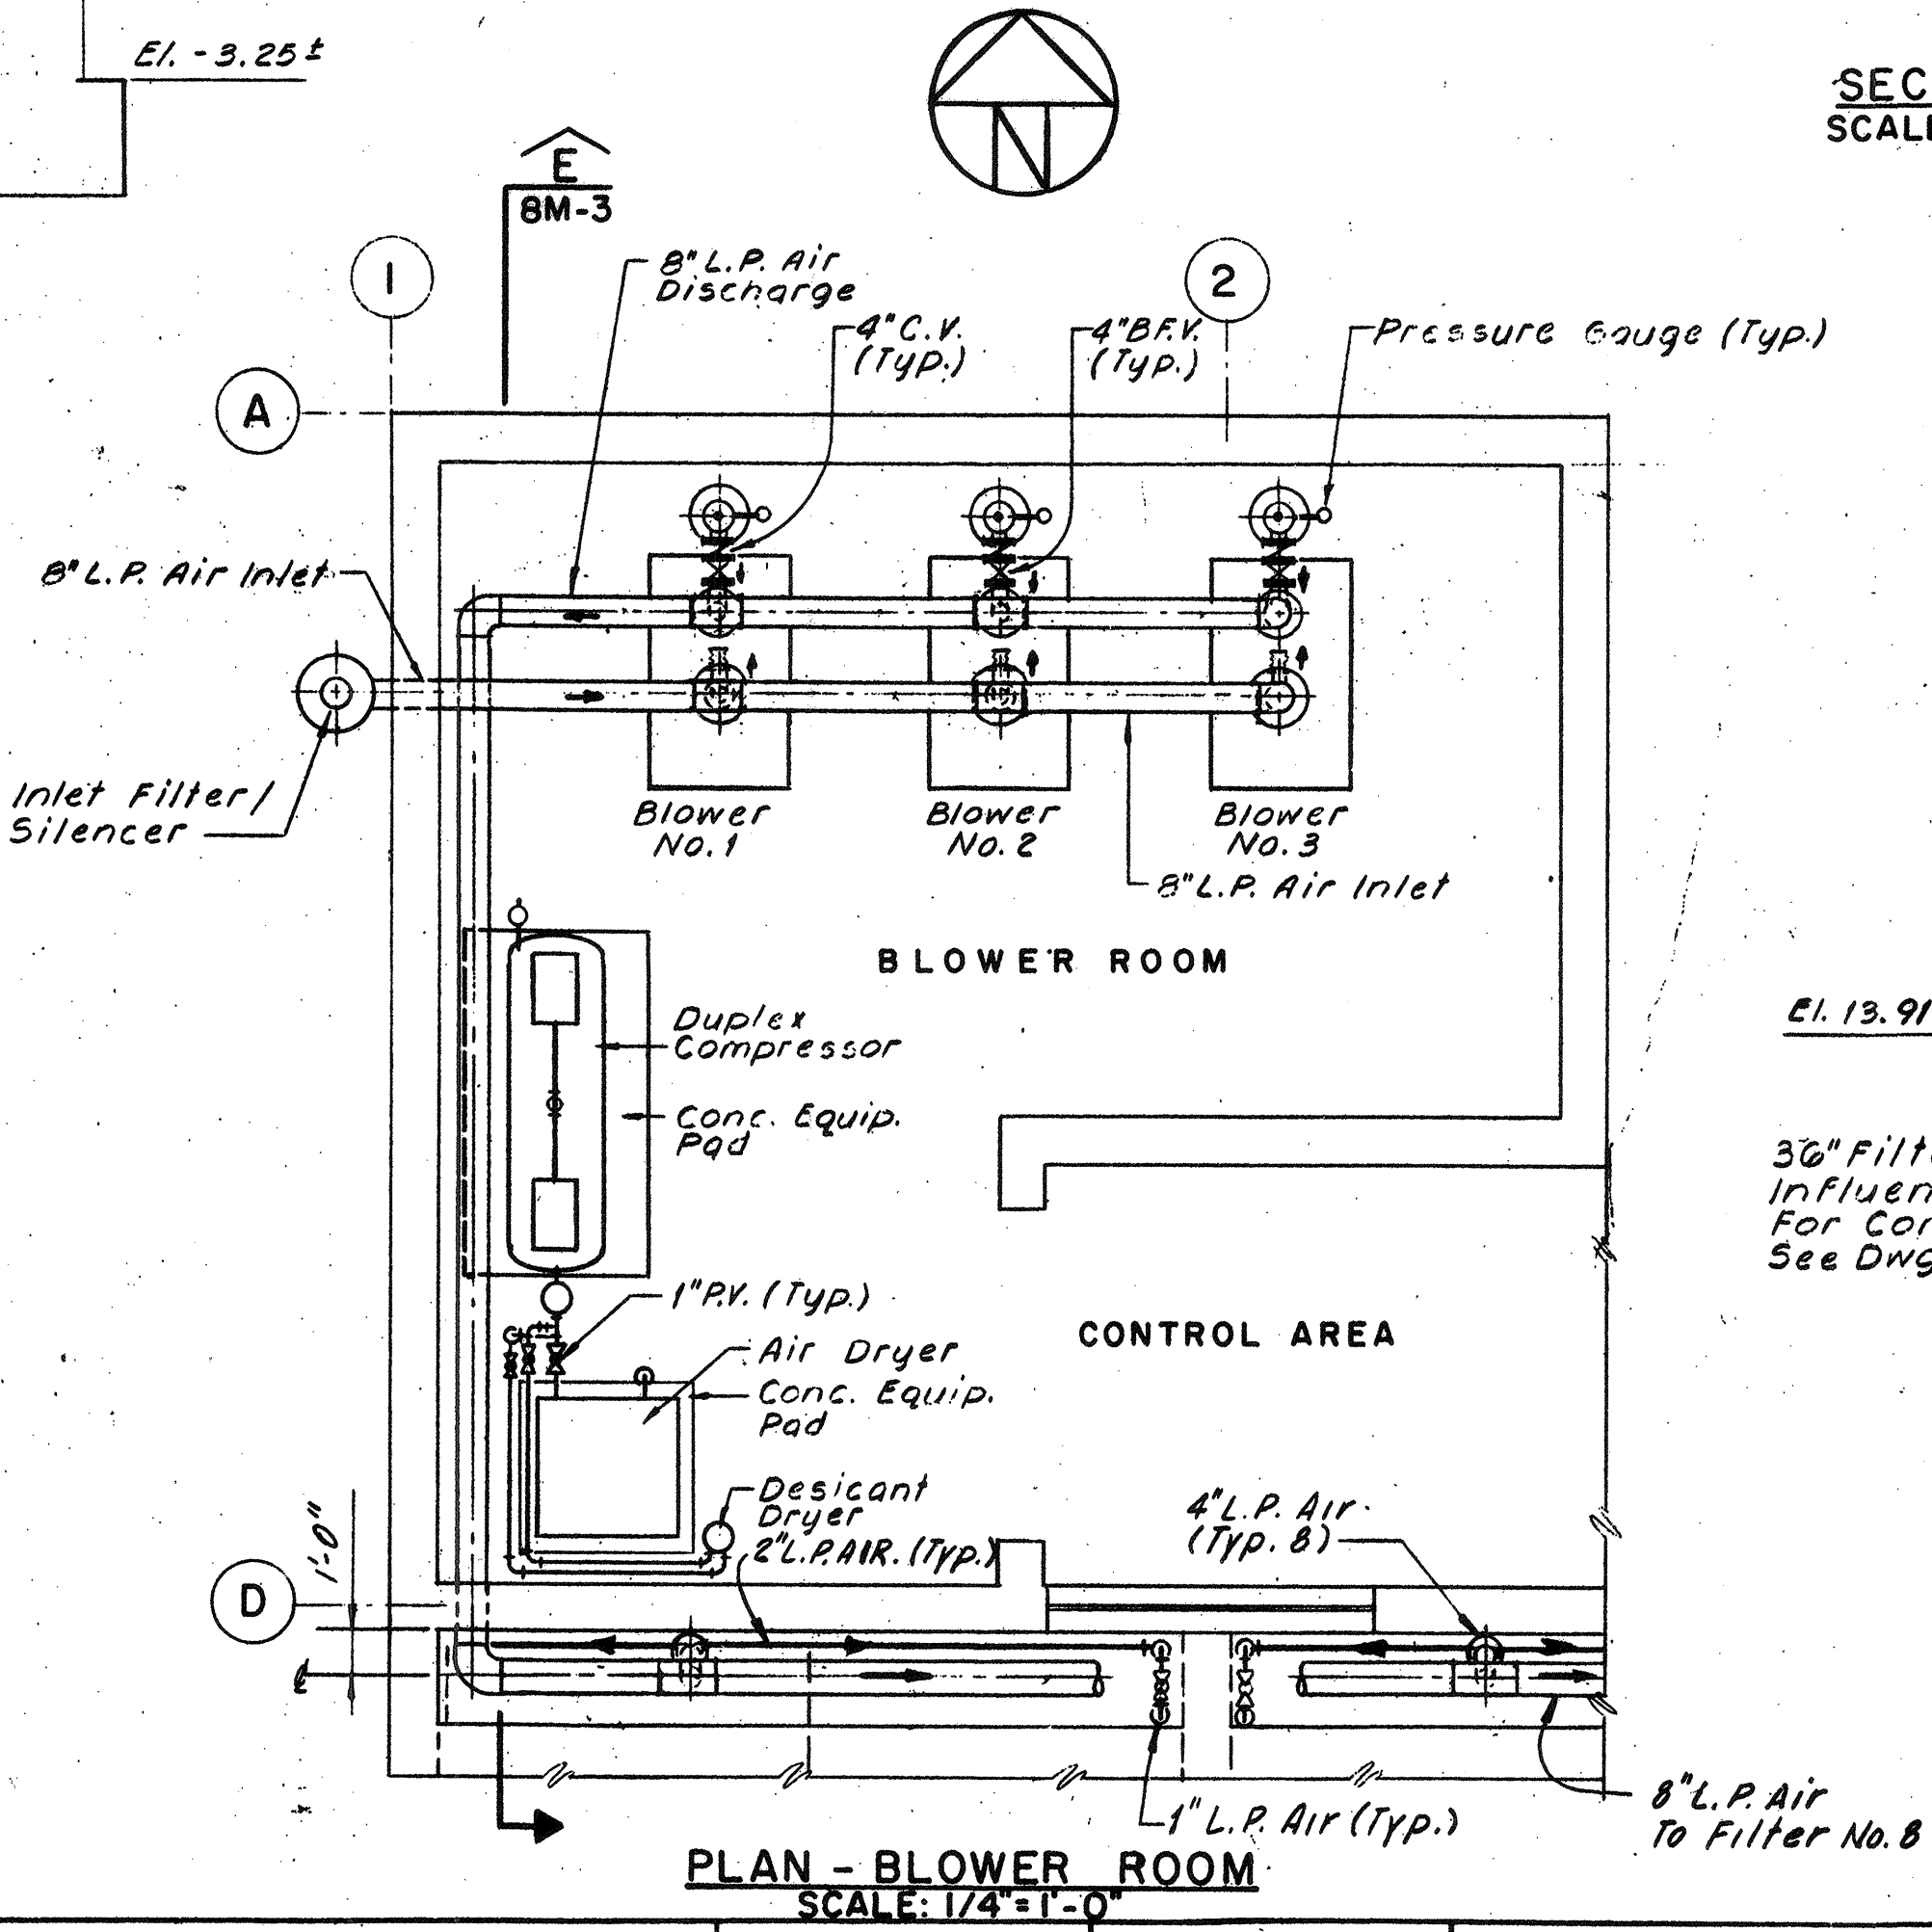 El. -3.25±
N
SEC
SCALE
E
8M-3
1
2
A
D
8" L.P. Air
Discharge
4" C.V.
(Typ.)
4" B.F.V.
(Typ.)
Pressure Gauge (Typ.)
8" L.P. Air Inlet
Inlet Filter/
Silencer
Blower
No. 1
Blower
No. 2
Blower
No. 3
8" L.P. Air Inlet
BLOWER ROOM
El. 13.91
Duplex
Compressor
Conc. Equip.
Pad
36" Filt
Influen
For Con
See Dwg
1" P.V. (Typ.)
CONTROL AREA
Air Dryer
Conc. Equip.
Pad
Desicant
Dryer
2" L.P. AIR. (Typ.)
4" L.P. Air
(Typ. 8)
1'-0"
1" L.P. Air (Typ.)
8" L.P. Air
To Filter No. 8
PLAN - BLOWER ROOM
SCALE: 1/4" = 1'-0"